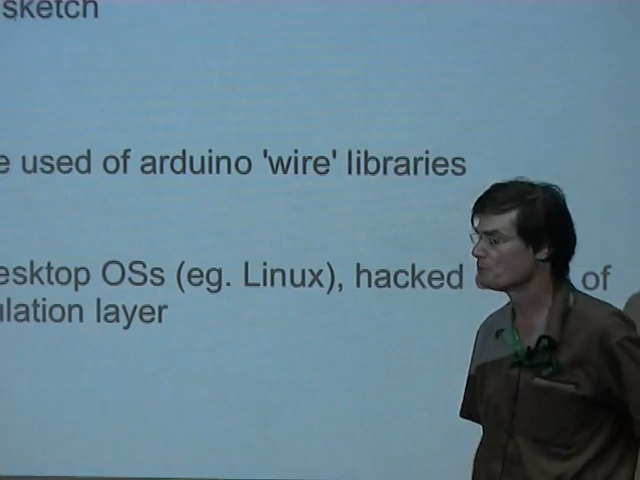 sketch
e used of arduino 'wire' libraries
esktop OSs (eg. Linux), hacked of
ulation layer